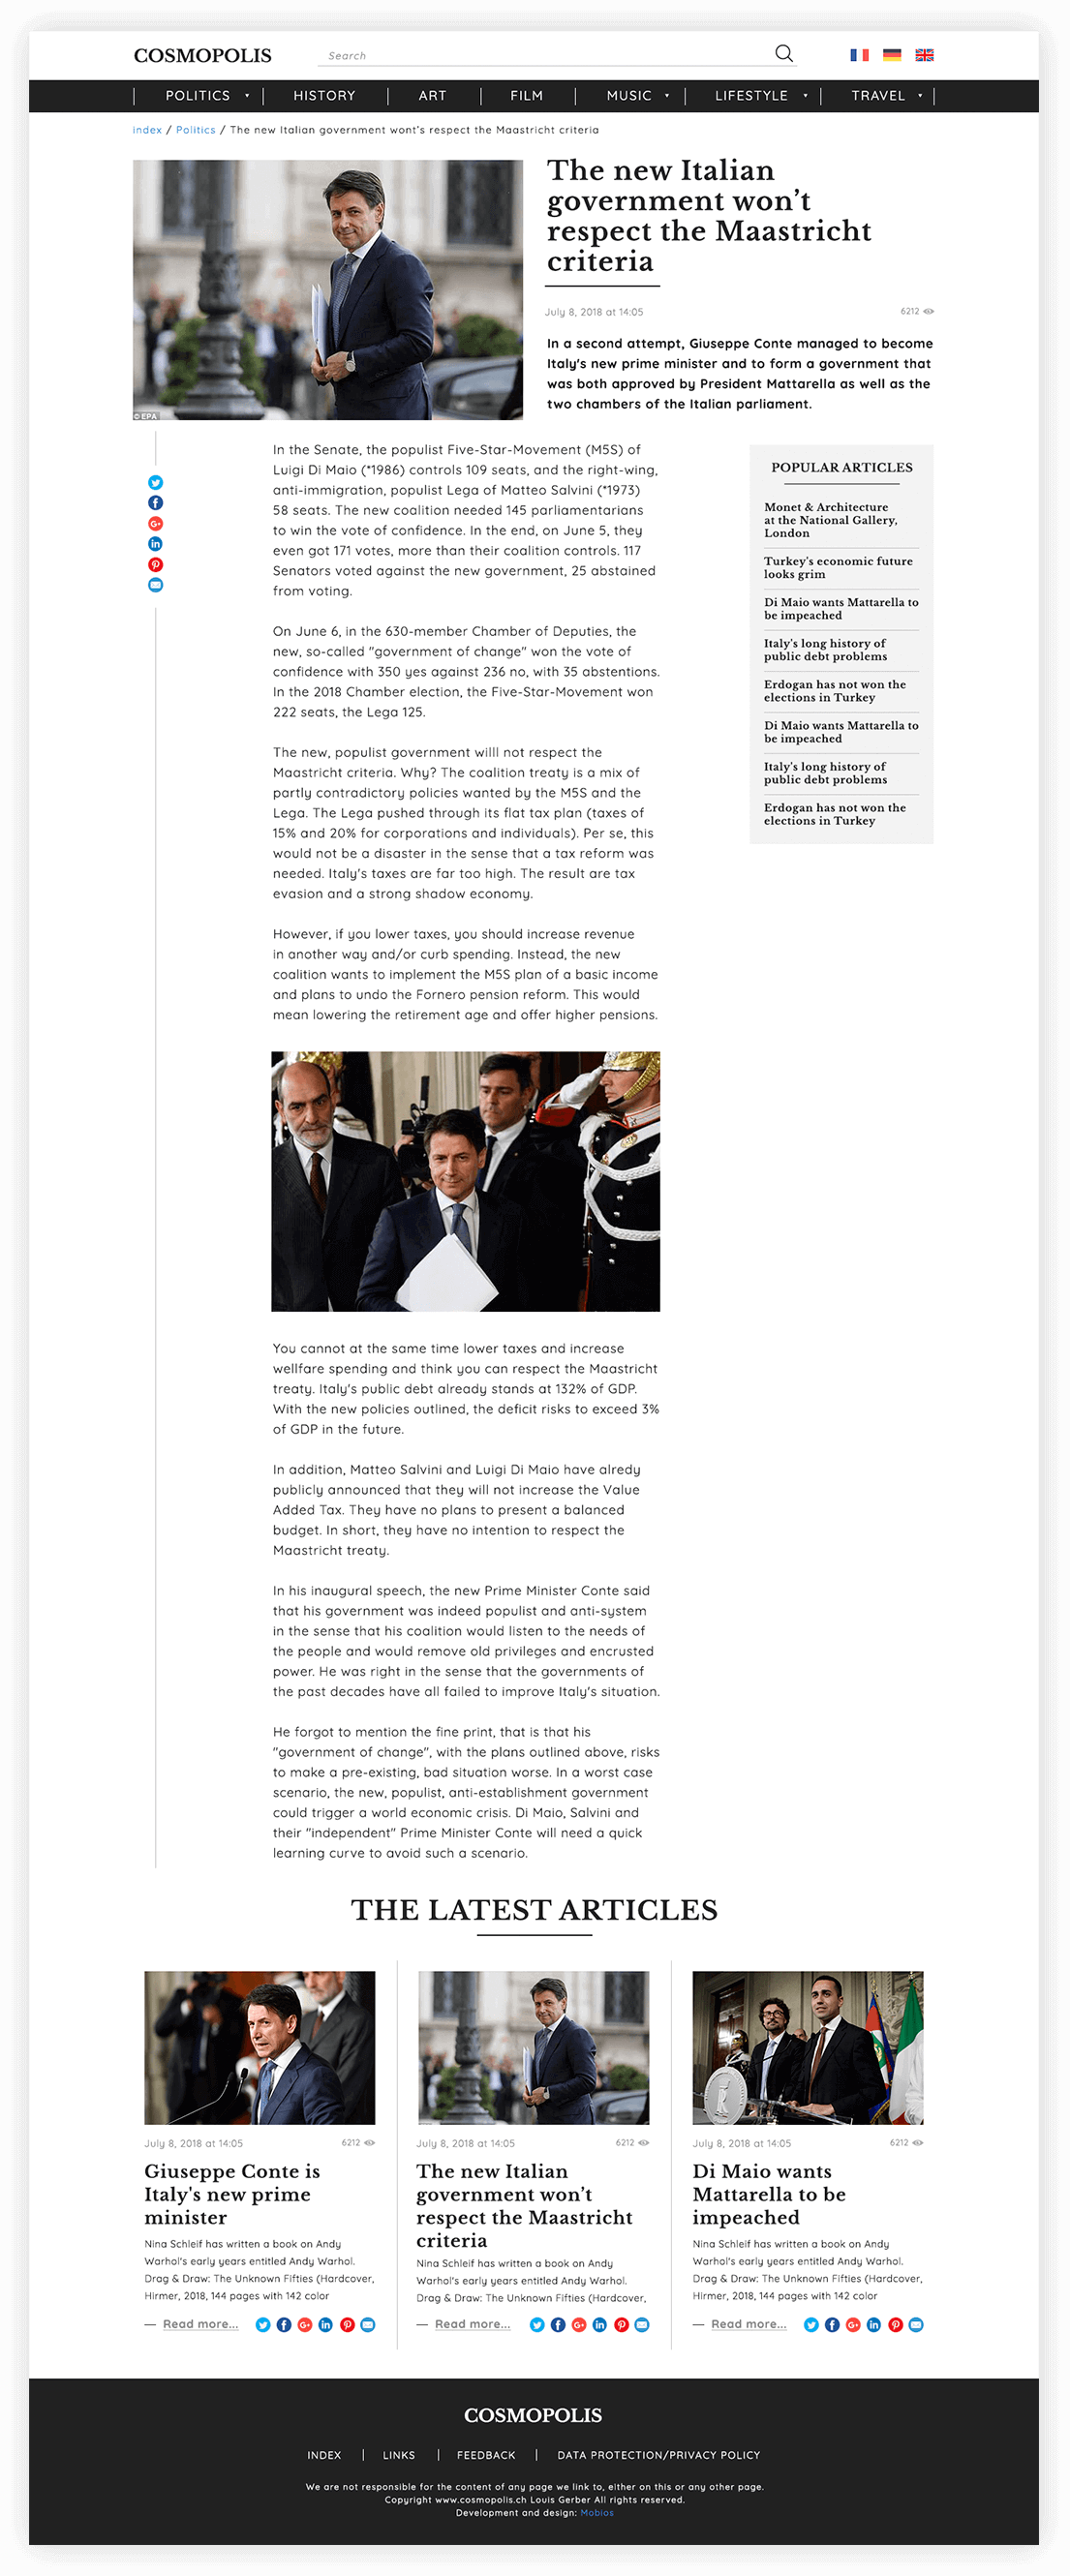 COSMOPOLIS
Search
POLITICS
HISTORY
ART
FILM
MUSIC
LIFESTYLE
TRAVEL
index / Politics / The new Italian government wont's respect the Maastricht criteria
©EPA
The new Italian
government won't
respect the Maastricht
criteria
July 8, 2018 at 14:05
6212
In a second attempt, Giuseppe Conte managed to become
Italy's new prime minister and to form a government that
was both approved by President Mattarella as well as the
two chambers of the Italian parliament.
In the Senate, the populist Five-Star-Movement (M5S) of
Luigi Di Maio (*1986) controls 109 seats, and the right-wing,
anti-immigration, populist Lega of Matteo Salvini (*1973)
58 seats. The new coalition needed 145 parliamentarians
to win the vote of confidence. In the end, on June 5, they
even got 171 votes, more than their coalition controls. 117
Senators voted against the new government, 25 abstained
from voting.
On June 6, in the 630-member Chamber of Deputies, the
new, so-called "government of change" won the vote of
confidence with 350 yes against 236 no, with 35 abstentions.
In the 2018 Chamber election, the Five-Star-Movement won
222 seats, the Lega 125.
The new, populist government willl not respect the
Maastricht criteria. Why? The coalition treaty is a mix of
partly contradictory policies wanted by the M5S and the
Lega. The Lega pushed through its flat tax plan (taxes of
15% and 20% for corporations and individuals). Per se, this
would not be a disaster in the sense that a tax reform was
needed. Italy's taxes are far too high. The result are tax
evasion and a strong shadow economy.
However, if you lower taxes, you should increase revenue
in another way and/or curb spending. Instead, the new
coalition wants to implement the M5S plan of a basic income
and plans to undo the Fornero pension reform. This would
mean lowering the retirement age and offer higher pensions.
You cannot at the same time lower taxes and increase
wellfare spending and think you can respect the Maastricht
treaty. Italy's public debt already stands at 132% of GDP.
With the new policies outlined, the deficit risks to exceed 3%
of GDP in the future.
In addition, Matteo Salvini and Luigi Di Maio have alredy
publicly announced that they will not increase the Value
Added Tax. They have no plans to present a balanced
budget. In short, they have no intention to respect the
Maastricht treaty.
In his inaugural speech, the new Prime Minister Conte said
that his government was indeed populist and anti-system
in the sense that his coalition would listen to the needs of
the people and would remove old privileges and encrusted
power. He was right in the sense that the governments of
the past decades have all failed to improve Italy's situation.
He forgot to mention the fine print, that is that his
"government of change", with the plans outlined above, risks
to make a pre-existing, bad situation worse. In a worst case
scenario, the new, populist, anti-establishment government
could trigger a world economic crisis. Di Maio, Salvini and
their "independent" Prime Minister Conte will need a quick
learning curve to avoid such a scenario.
POPULAR ARTICLES
Monet & Architecture
at the National Gallery,
London
Turkey's economic future
looks grim
Di Maio wants Mattarella to
be impeached
Italy's long history of
public debt problems
Erdogan has not won the
elections in Turkey
Di Maio wants Mattarella to
be impeached
Italy's long history of
public debt problems
Erdogan has not won the
elections in Turkey
THE LATEST ARTICLES
July 8, 2018 at 14:05
6212
Giuseppe Conte is
Italy's new prime
minister
Nina Schleif has written a book on Andy
Warhol's early years entitled Andy Warhol.
Drag & Draw: The Unknown Fifties (Hardcover,
Hirmer, 2018, 144 pages with 142 color
Read more...
July 8, 2018 at 14:05
6212
The new Italian
government won't
respect the Maastricht
criteria
Nina Schleif has written a book on Andy
Warhol's early years entitled Andy Warhol.
Drag & Draw: The Unknown Fifties (Hardcover,
Read more...
July 8, 2018 at 14:05
6212
Di Maio wants
Mattarella to be
impeached
Nina Schleif has written a book on Andy
Warhol's early years entitled Andy Warhol.
Drag & Draw: The Unknown Fifties (Hardcover,
Hirmer, 2018, 144 pages with 142 color
Read more...
COSMOPOLIS
INDEX
LINKS
FEEDBACK
DATA PROTECTION/PRIVACY POLICY
We are not responsible for the content of any page we link to, either on this or any other page.
Copyright www.cosmopolis.ch Louis Gerber All rights reserved.
Development and design: Mobios